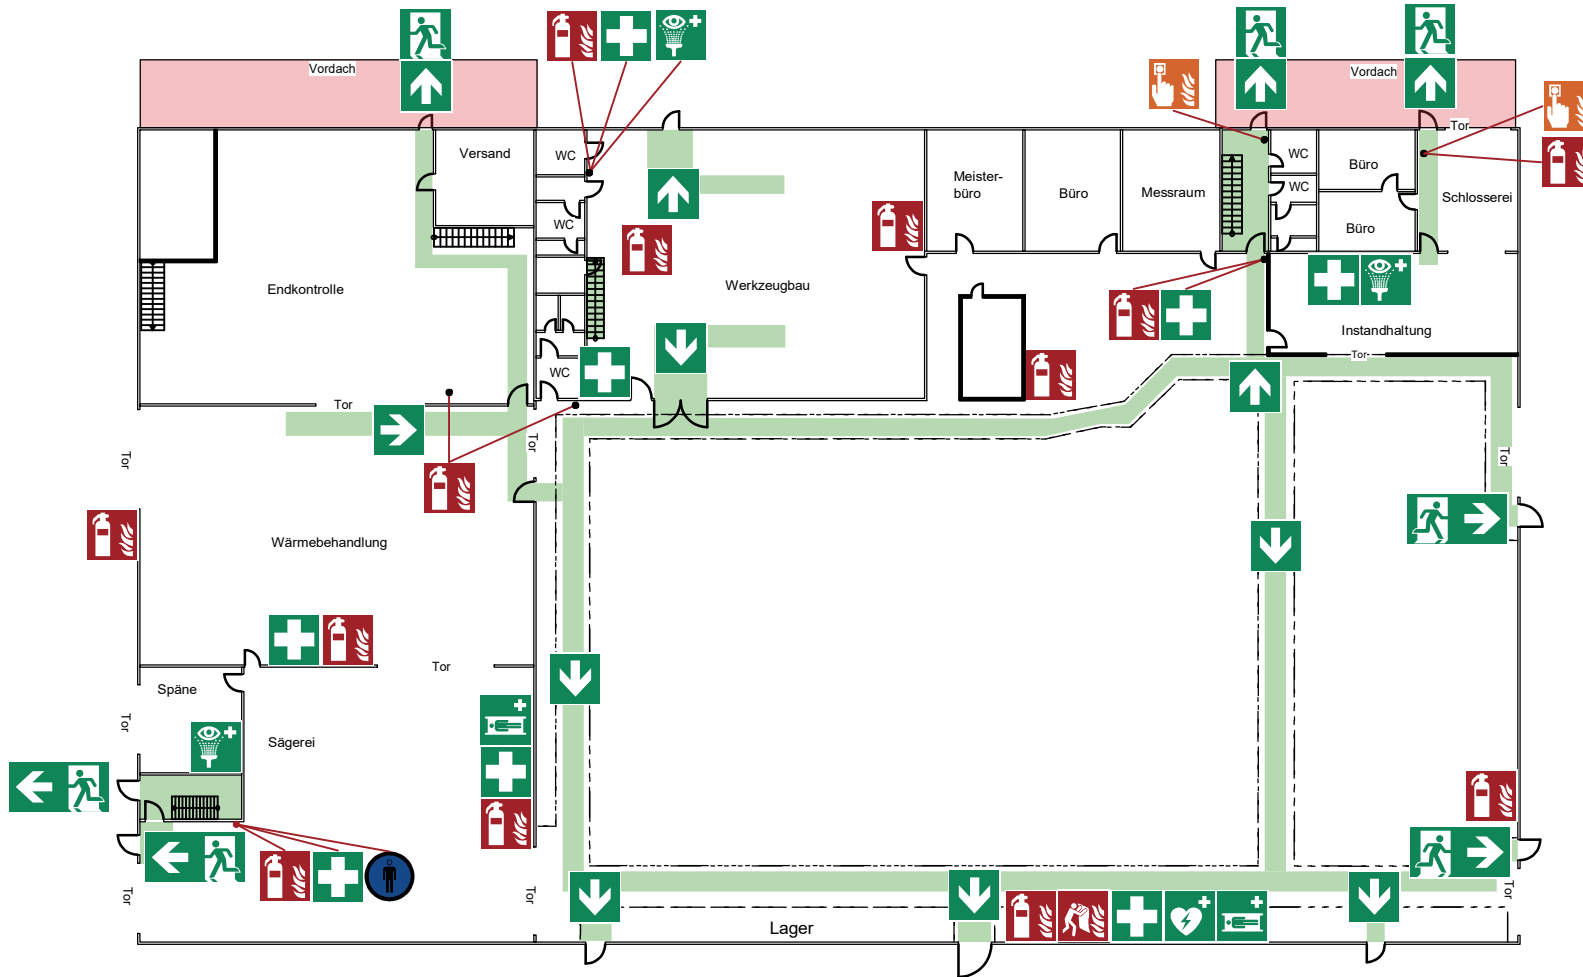 Vordach
Vordach
Tor
Versand
WC
WC
Büro
Meister-
büro
Büro
Messraum
WC
Schlosserei
WC
Büro
Endkontrolle
Werkzeugbau
Instandhaltung
Tor
WC
Tor
Tor
Tor
Tor
Wärmebehandlung
Tor
Späne
Tor
Sägerei
Tor
Tor
Tor
Lager